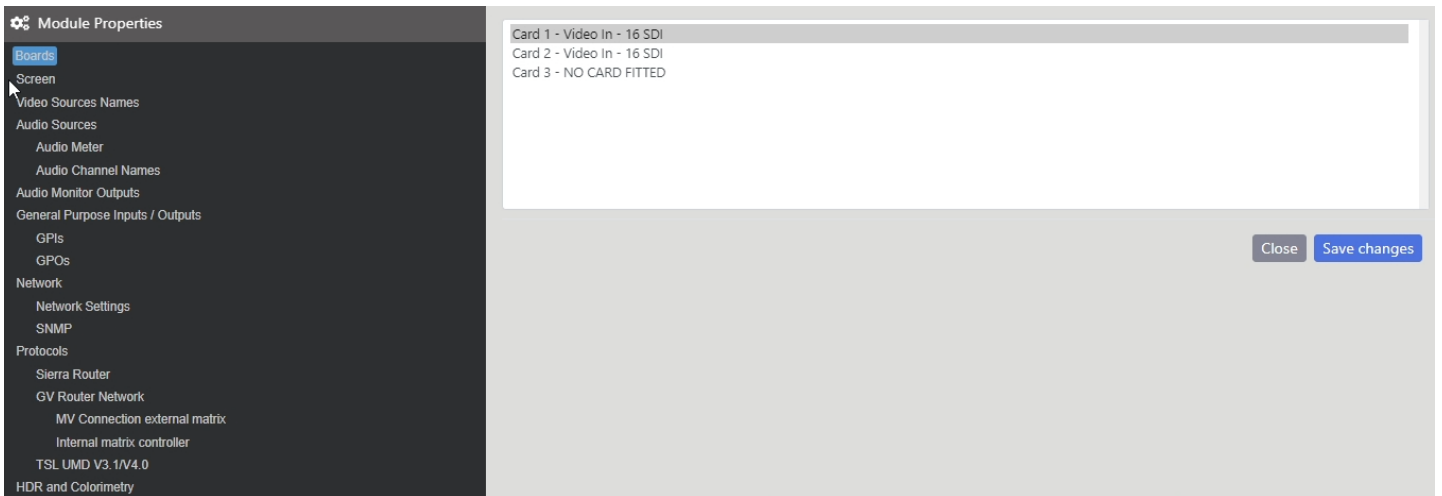 Module Properties
Boards
Screen
Video Sources Names
Audio Sources
Audio Meter
Audio Channel Names
Audio Monitor Outputs
General Purpose Inputs / Outputs
GPIs
GPOs
Network
Network Settings
SNMP
Protocols
Sierra Router
GV Router Network
MV Connection external matrix
Internal matrix controller
TSL UMD V3.1/V4.0
HDR and Colorimetry
Card 1 - Video In - 16 SDI
Card 2 - Video In - 16 SDI
Card 3 - NO CARD FITTED
Close
Save changes